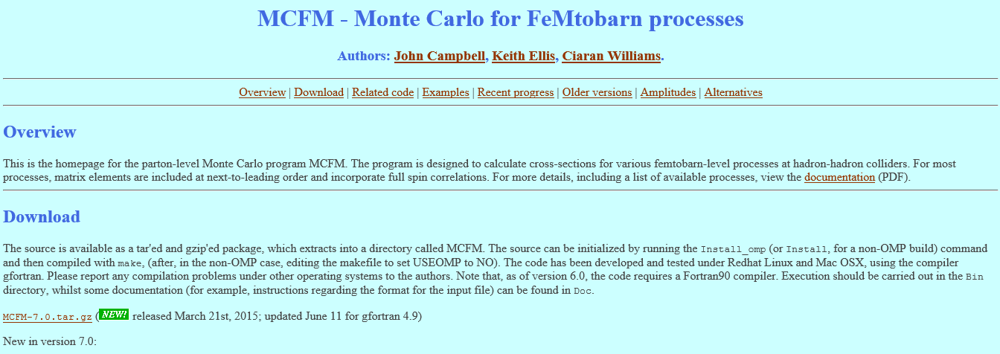 MCFM - Monte Carlo for FeMtobarn processes
Authors: John Campbell, Keith Ellis, Ciaran Williams.
Overview | Download | Related code | Examples | Recent progress | Older versions | Amplitudes | Alternatives
Overview
This is the homepage for the parton-level Monte Carlo program MCFM. The program is designed to calculate cross-sections for various femtobarn-level processes at hadron-hadron colliders. For most
processes, matrix elements are included at next-to-leading order and incorporate full spin correlations. For more details, including a list of available processes, view the documentation (PDF).
Download
The source is available as a tar'ed and gzip'ed package, which extracts into a directory called MCFM. The source can be initialized by running the Install_omp (or Install, for a non-OMP build) command
and then compiled with make, (after, in the non-OMP case, editing the makefile to set USEOMP to NO). The code has been developed and tested under Redhat Linux and Mac OSX, using the compiler
gfortran. Please report any compilation problems under other operating systems to the authors. Note that, as of version 6.0, the code requires a Fortran90 compiler. Execution should be carried out in the Bin
directory, whilst some documentation (for example, instructions regarding the format for the input file) can be found in Doc.
MCFM-7.0.tar.gz (NEW! released March 21st, 2015; updated June 11 for gfortran 4.9)
New in version 7.0: